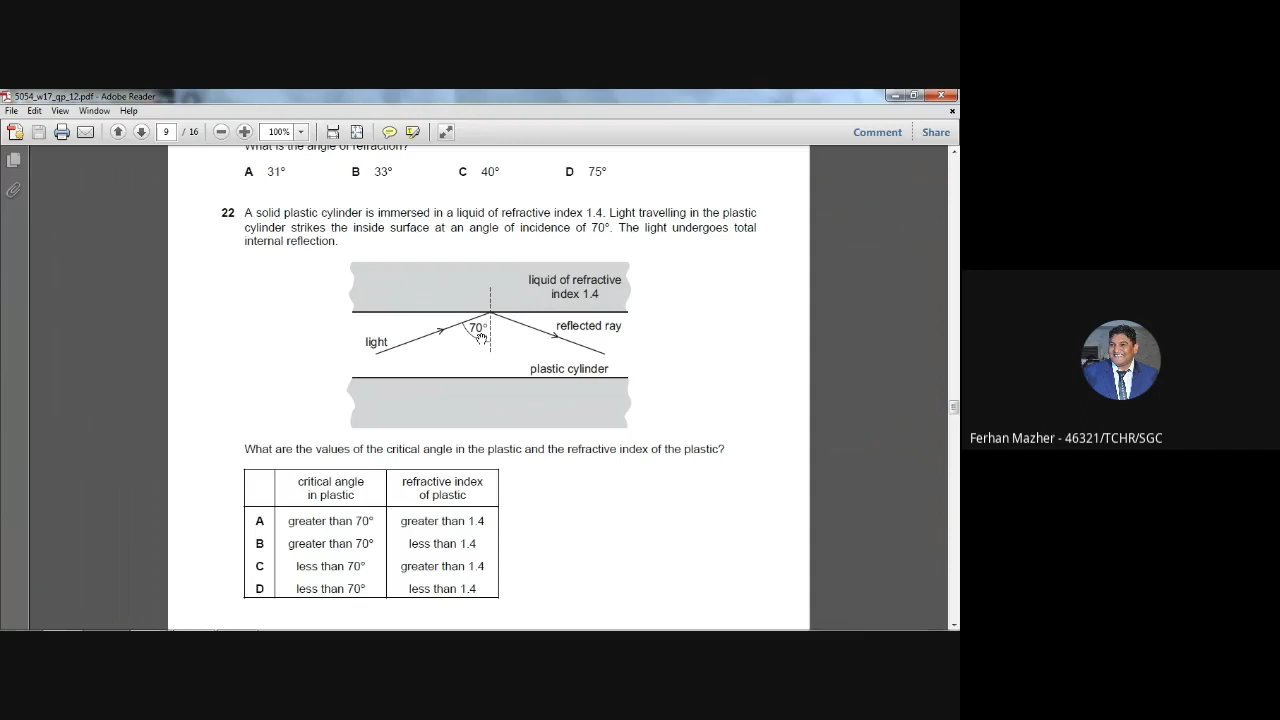 5054_w17_qp_12.pdf - Adobe Reader
File Edit View Window Help
9 / 16 100% Comment Share
What is the angle of refraction?
A 31° B 33° C 40° D 75°
22 A solid plastic cylinder is immersed in a liquid of refractive index 1.4. Light travelling in the plastic
cylinder strikes the inside surface at an angle of incidence of 70°. The light undergoes total
internal reflection.
liquid of refractive
index 1.4
70°
reflected ray
light
plastic cylinder
What are the values of the critical angle in the plastic and the refractive index of the plastic?
critical angle refractive index
in plastic of plastic
A greater than 70° greater than 1.4
B greater than 70° less than 1.4
C less than 70° greater than 1.4
D less than 70° less than 1.4
Ferhan Mazher - 46321/TCHR/SGC